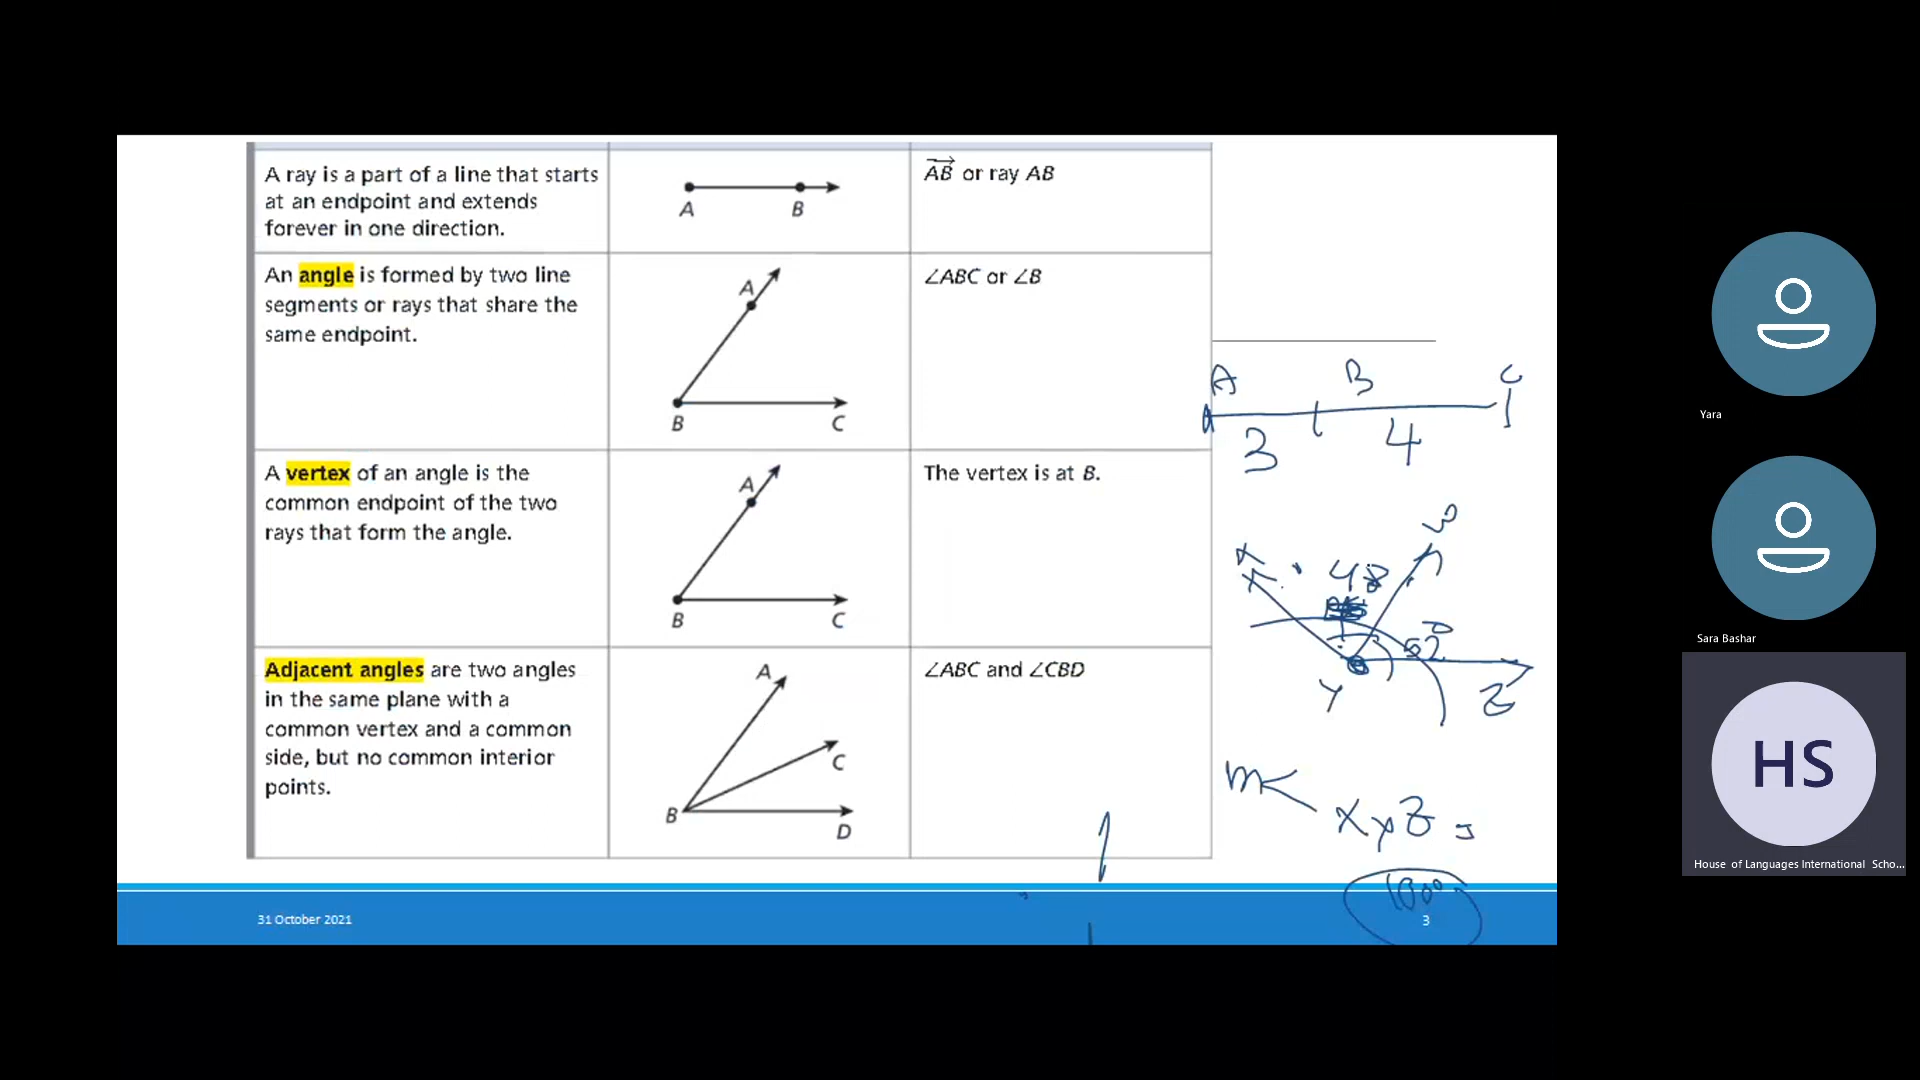 A ray is a part of a line that starts
at an endpoint and extends
forever in one direction.
A B
AB or ray AB
An angle is formed by two line
segments or rays that share the
same endpoint.
A
B C
∠ABC or ∠B
A vertex of an angle is the
common endpoint of the two
rays that form the angle.
A
B C
The vertex is at B.
Adjacent angles are two angles
in the same plane with a
common vertex and a common
side, but no common interior
points.
A
C
B
D
∠ABC and ∠CBD
A B C
3 4
W
X 48
52
Y Z
m<
XYZ =
100°
31 October 2021
3
Yara
Sara Bashar
HS
House of Languages International Scho...